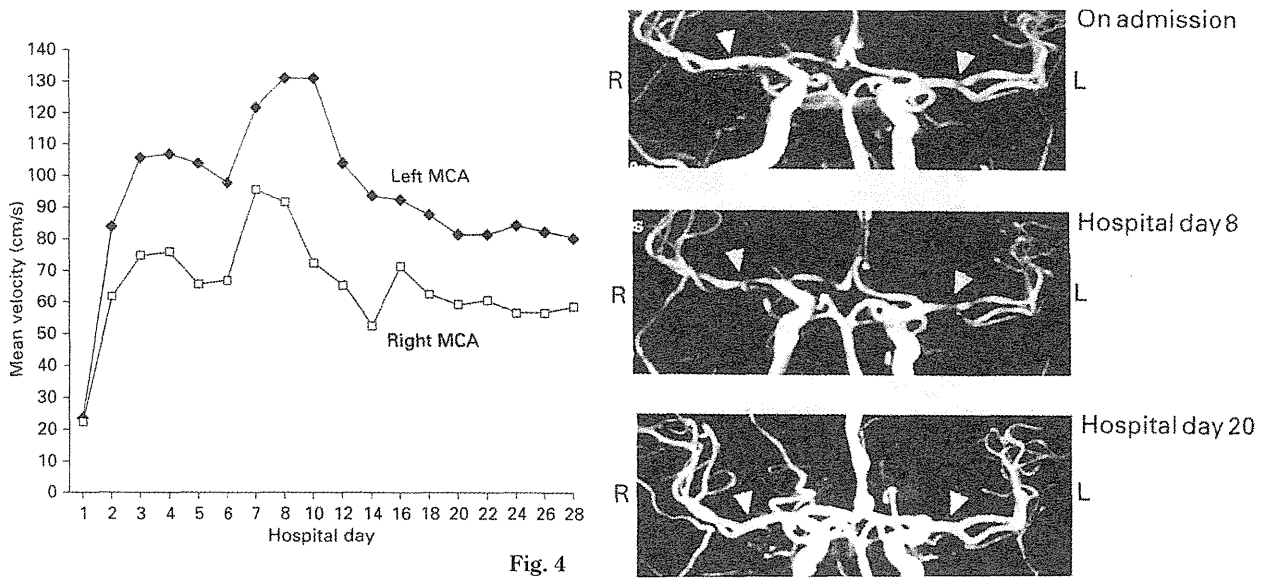 140
130
120
110
100
90
80
70
60
50
40
30
20
10
0
Mean velocity (cm/s)
Left MCA
Right MCA
1 2 3 4 5 6 7 8 10 12 14 16 18 20 22 24 26 28
Hospital day
Fig. 4
On admission
R L
Hospital day 8
s
R L
Hospital day 20
R L